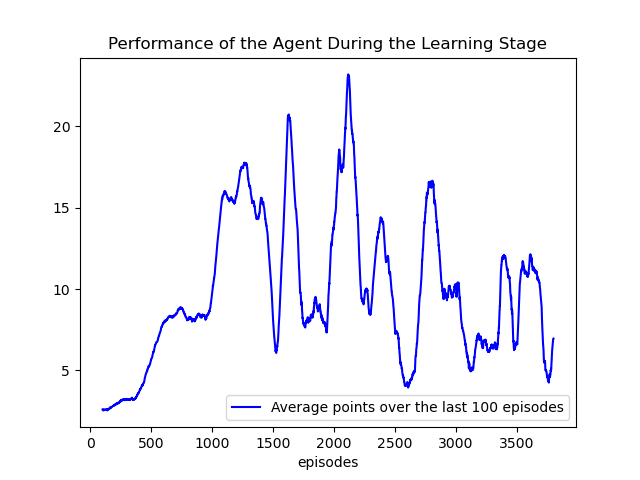 Performance of the Agent During the Learning Stage
20
15
10
5
Average points over the last 100 episodes
0 500 1000 1500 2000 2500 3000 3500
episodes